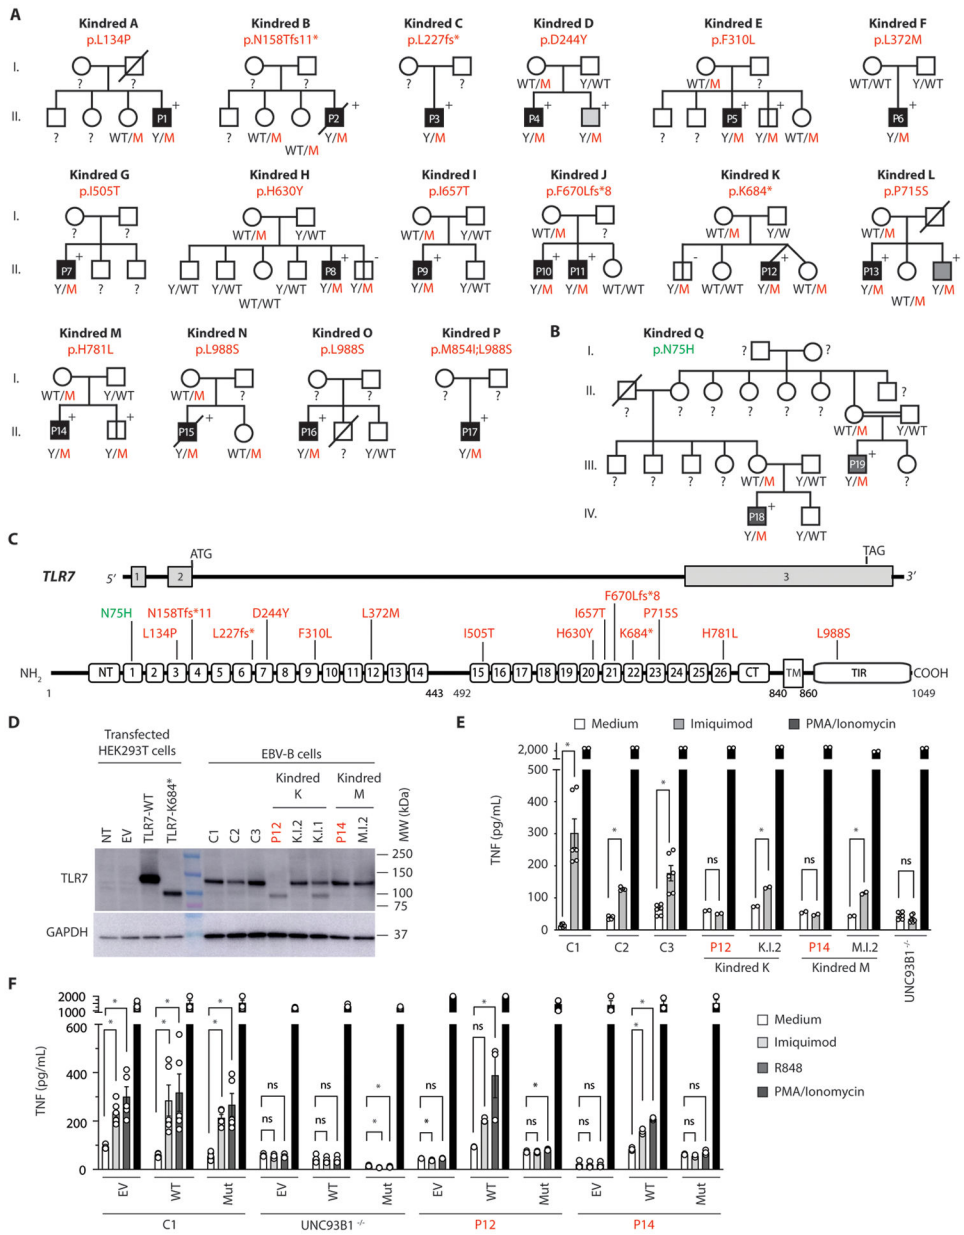 A
Kindred A Kindred B Kindred C Kindred D Kindred E Kindred F
p.L134P p.N158Tfs11* p.L227fs* p.D244Y p.F310L p.L372M
I.
? ? ? ? ? ? WT/M Y/WT WT/M ? WT/WT Y/WT
II.
P1 + P2 + P3 + P4 + + P5 + + P6 +
? ? WT/M Y/M ? WT/M ? Y/M Y/M Y/M Y/M ? Y/M Y/M WT/M Y/M
WT/M
Kindred G Kindred H Kindred I Kindred J Kindred K Kindred L
p.I505T p.H630Y p.I657T p.F670Lfs*8 p.K684* p.P715S
I.
? ? WT/M Y/WT WT/M Y/WT WT/M ? WT/M Y/W WT/M ?
II.
P7 + P8 + - P9 + P10 + P11 + - P12 + P13 + +
Y/M ? ? Y/WT Y/WT Y/WT Y/M Y/M Y/M Y/M Y/M WT/WT Y/M WT/WT Y/M WT/M Y/M Y/M
WT/WT WT/M
Kindred M Kindred N Kindred O Kindred P
p.H781L p.L988S p.L988S p.M854I;L988S
I.
WT/M Y/WT WT/M ? ? ? ? ?
II.
P14 + + P15 + P16 + P17 +
Y/M Y/M Y/M WT/M Y/M ? Y/WT Y/M
B
Kindred Q
p.N75H
I.
? ?
II.
? ? ? ? ? ? ?
WT/M Y/WT
III.
? ? ? ? WT/M Y/WT P19 + Y/M ?
IV.
P18 +
Y/M Y/WT
C
ATG TAG
TLR7 5' 1 2 3 3'
F670Lfs*8
N75H N158Tfs*11 D244Y L372M I657T P715S
L134P L227fs* F310L I505T H630Y K684* H781L L988S
NH2 NT 1 2 3 4 5 6 7 8 9 10 11 12 13 14 15 16 17 18 19 20 21 22 23 24 25 26 CT TM TIR COOH
1 443 492 840 860 1049
D
Transfected
HEK293T cells
EBV-B cells
Kindred
K
Kindred
M
NT EV TLR7-WT TLR7-K684* C1 C2 C3 P12 K.I.2 K.I.1 P14 M.I.2 MW (kDa)
TLR7
250
150
100
75
GAPDH 37
E
Medium Imiquimod PMA/Ionomycin
TNF (pg/mL)
2,000
500
400
300
200
100
0
* * * ns * ns * ns
C1 C2 C3 P12 K.I.2 P14 M.I.2 UNC93B1-/-
Kindred K Kindred M
F
Medium
Imiquimod
R848
PMA/Ionomycin
TNF (pg/mL)
2000
1000
600
400
200
0
* * * * * * ns ns ns ns * * ns * * ns * ns ns ns * * ns ns
EV WT Mut EV WT Mut EV WT Mut EV WT Mut
C1 UNC93B1 -/- P12 P14